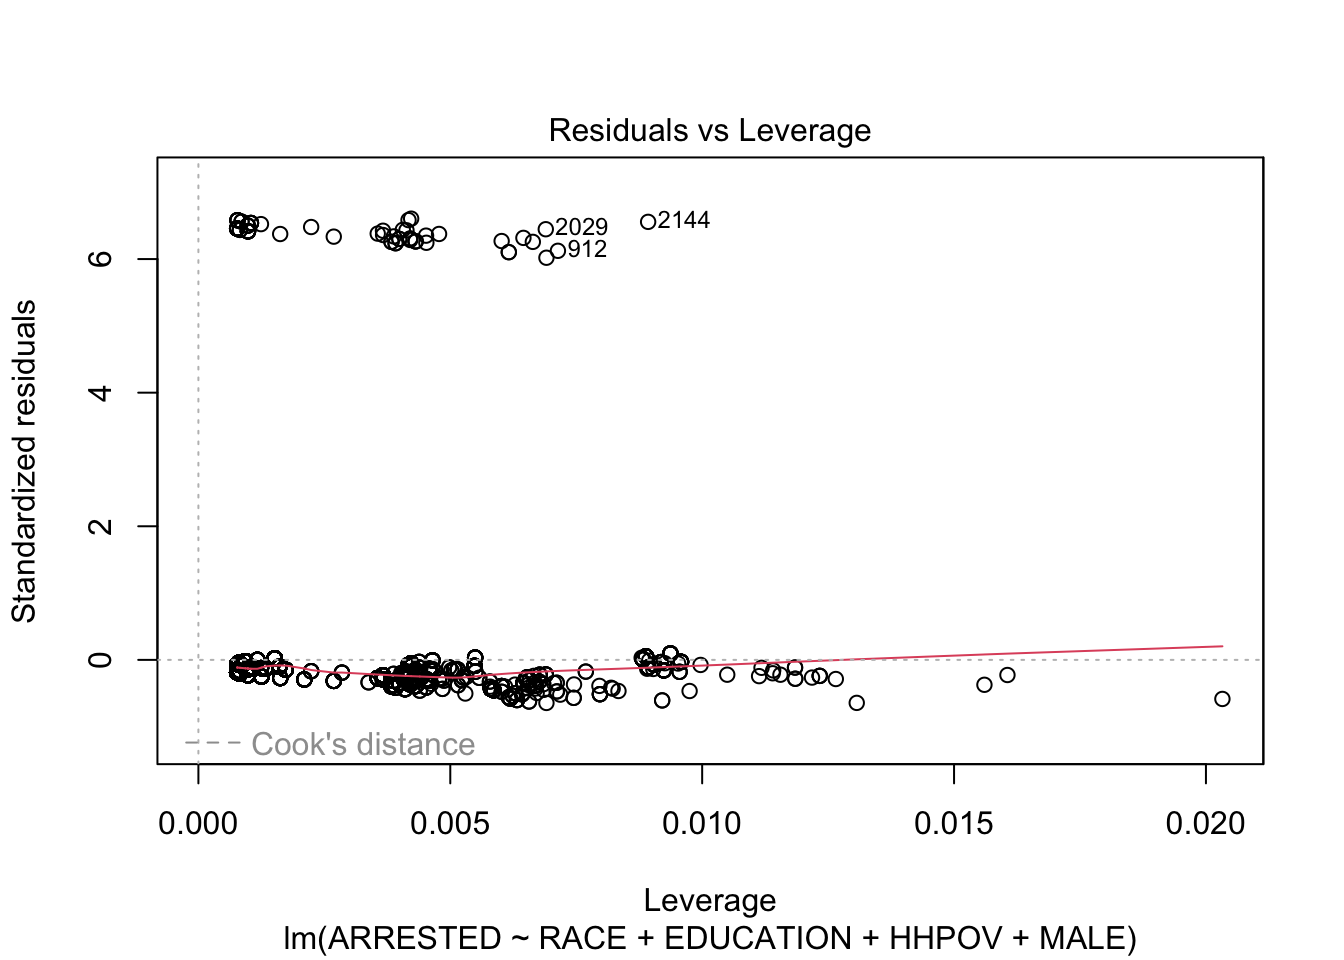 Residuals vs Leverage
Standardized residuals
6
4
2
0
2029
2144
912
Cook's distance
0.000 0.005 0.010 0.015 0.020
Leverage
lm(ARRESTED ~ RACE + EDUCATION + HHPOV + MALE)